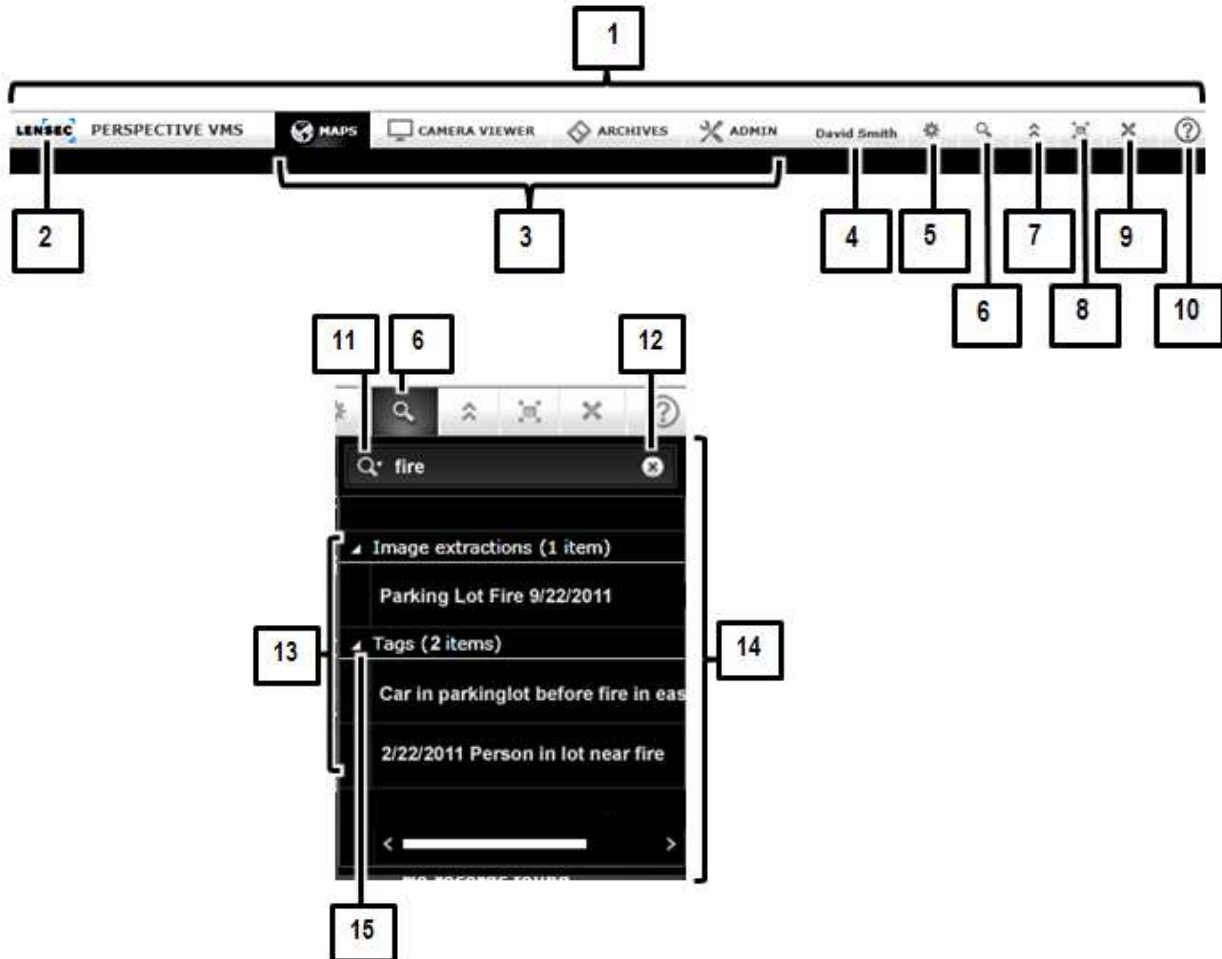 1
LENSEC PERSPECTIVE VMS MAPS CAMERA VIEWER ARCHIVES ADMIN David Smith ?
2 3 4 5 7 9
6 8 10
11 6 12
?
fire
Image extractions (1 item)
Parking Lot Fire 9/22/2011
13 Tags (2 items) 14
Car in parkinglot before fire in eas
2/22/2011 Person in lot near fire
15